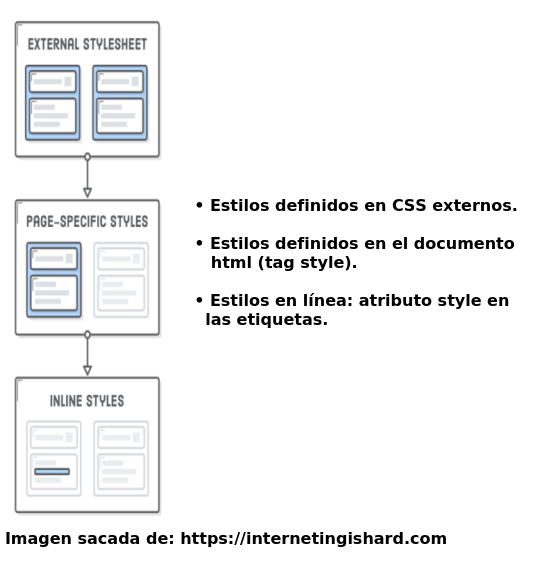 EXTERNAL STYLESHEET
PAGE-SPECIFIC STYLES
INLINE STYLES
• Estilos definidos en CSS externos.
• Estilos definidos en el documento
html (tag style).
• Estilos en línea: atributo style en
las etiquetas.
Imagen sacada de: https://internetingishard.com